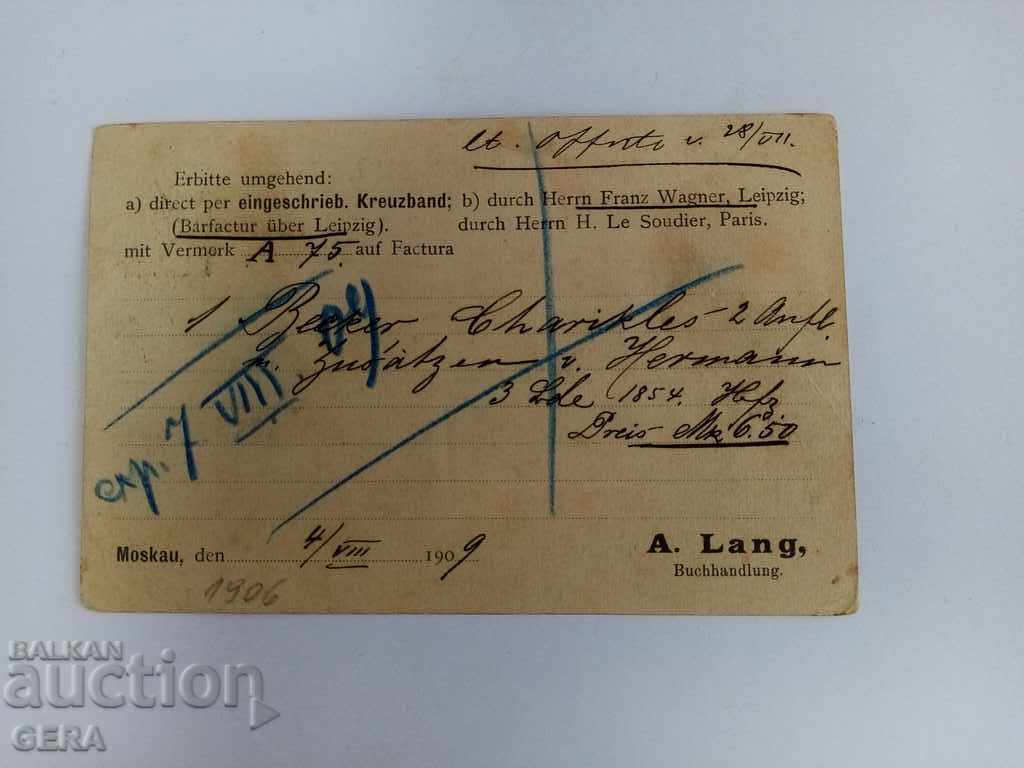 lt. Offerte v. 28/VII.
Erbitte umgehend:
a) direct per eingeschrieb. Kreuzband; b) durch Herrn Franz Wagner, Leipzig;
(Barfactur über Leipzig). durch Herrn H. Le Soudier, Paris.
mit Vermerk A 75. auf Factura
1 Becker Charikles 2 Aufl
m. Zusätzen v. Hermann
3 Bde 1854. Hfz
Preis Mk 6.50
exp. 7 VIII 09
Moskau, den 4/VIII 1909
A. Lang,
Buchhandlung.
1906
BALKAN
auction
GERA